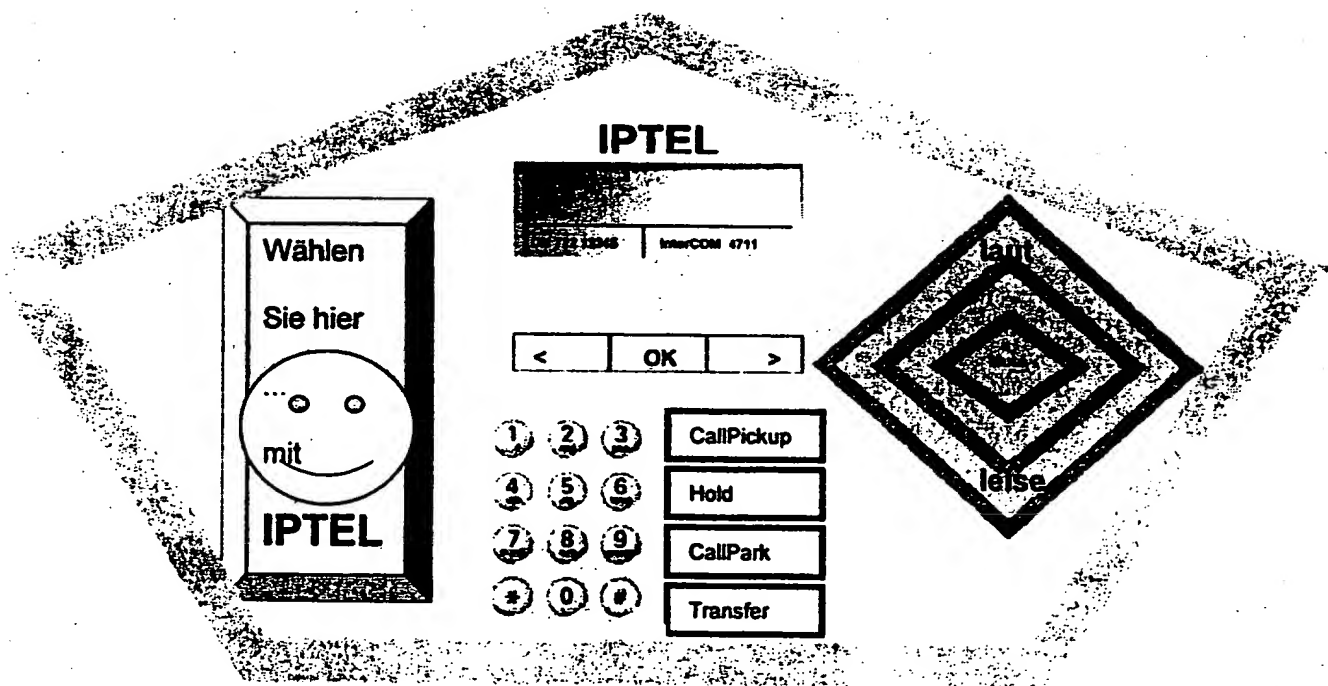 IPTEL
12345 InterCOM 4711
Wählen
Sie hier
...
mit
IPTEL
< OK >
1 2 3
4 5 6
7 8 9
* 0 #
CallPickup
Hold
CallPark
Transfer
laut
leise